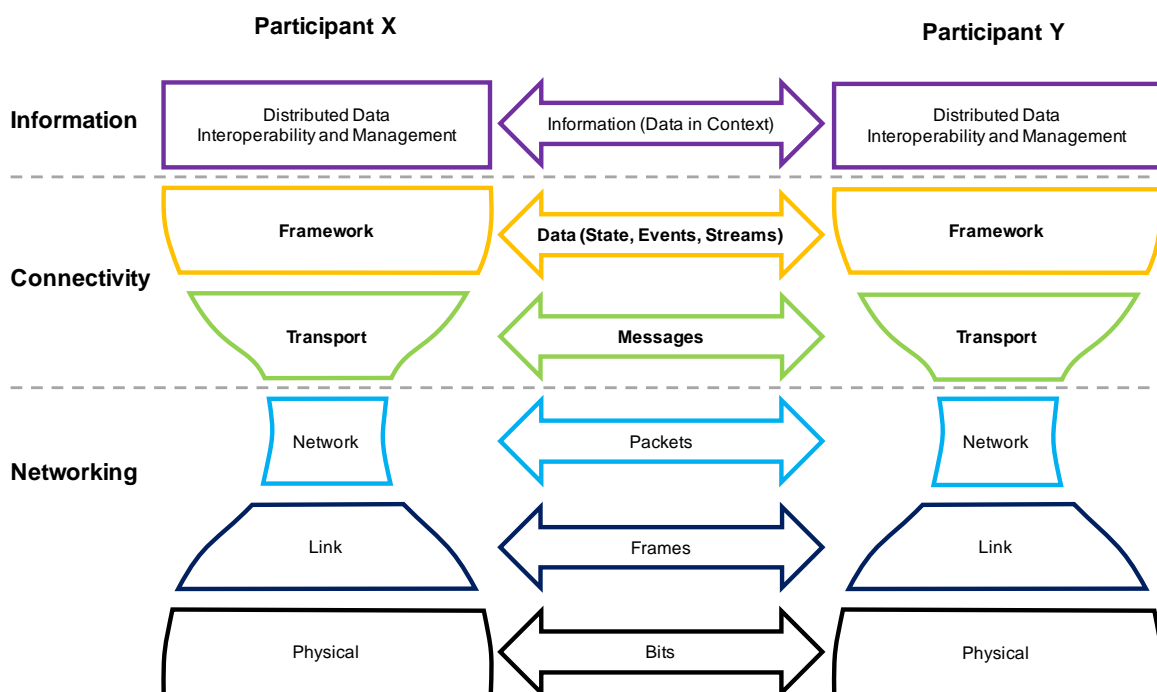 Participant X
Participant Y
Information
Distributed Data
Interoperability and Management
Information (Data in Context)
Distributed Data
Interoperability and Management
Connectivity
Framework
Data (State, Events, Streams)
Framework
Transport
Messages
Transport
Networking
Network
Packets
Network
Link
Frames
Link
Physical
Bits
Physical